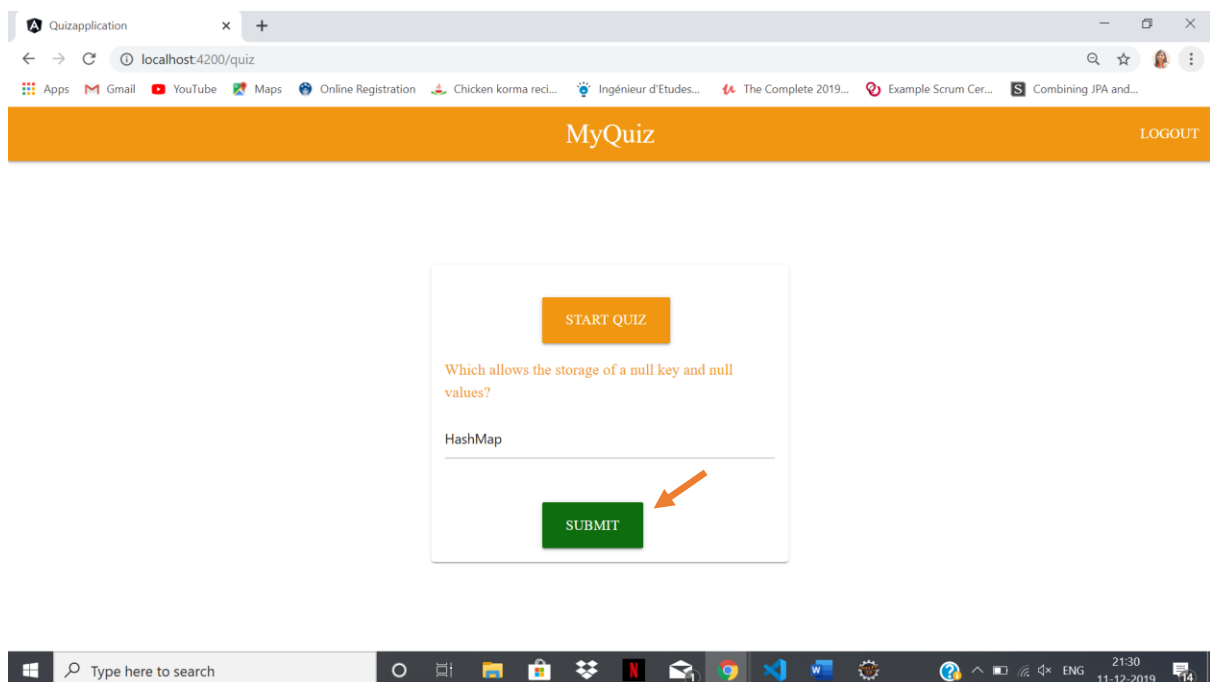 Quizapplication
localhost:4200/quiz
Apps Gmail YouTube Maps Online Registration Chicken korma reci... Ingénieur d'Etudes... The Complete 2019... Example Scrum Cer... S Combining JPA and...
MyQuiz LOGOUT
START QUIZ
Which allows the storage of a null key and null
values?
HashMap
SUBMIT
Type here to search ENG 21:30
11-12-2019 14